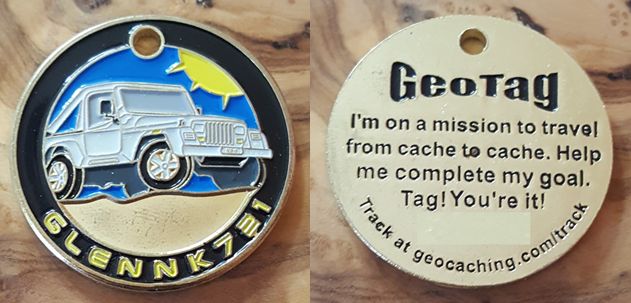 GLENNK731
GeoTag
I'm on a mission to travel
from cache to cache. Help
me complete my goal.
Tag! You're it!
Track at geocaching.com/track